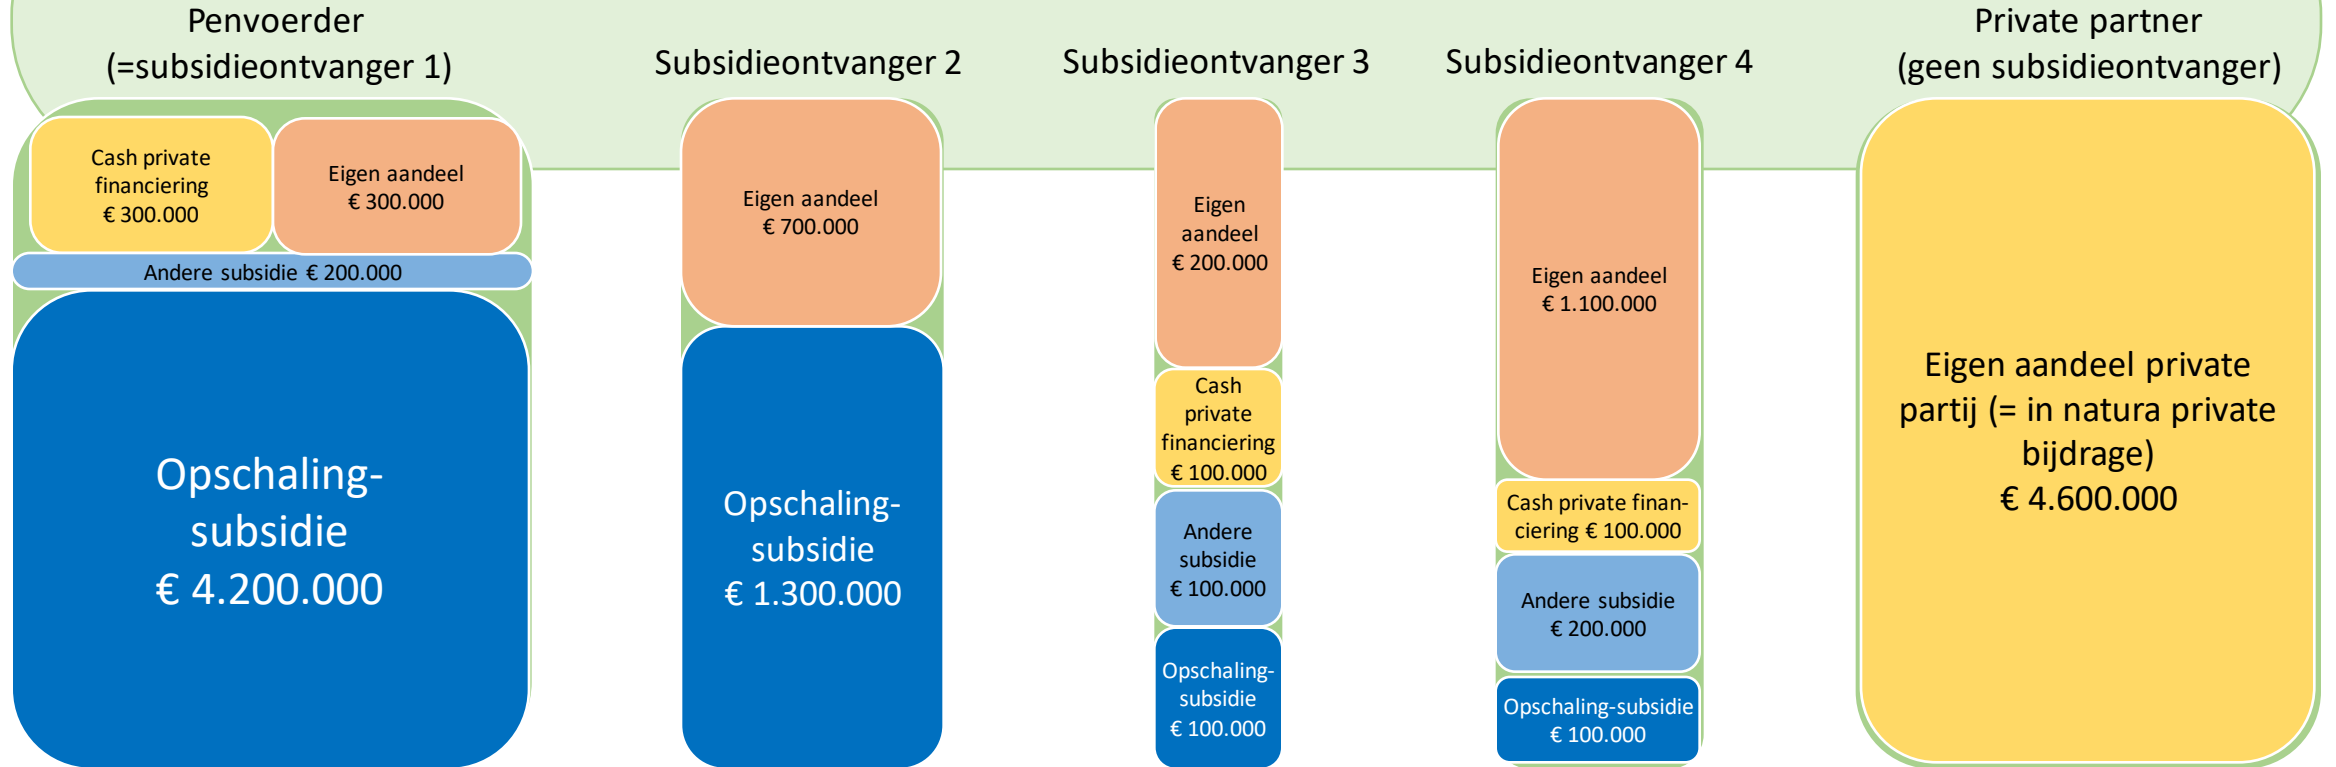 Penvoerder
(=subsidieontvanger 1)
Subsidieontvanger 2
Subsidieontvanger 3
Subsidieontvanger 4
Private partner
(geen subsidieontvanger)
Cash private
financiering
€ 300.000
Eigen aandeel
€ 300.000
Andere subsidie € 200.000
Opschaling-
subsidie
€ 4.200.000
Eigen aandeel
€ 700.000
Opschaling-
subsidie
€ 1.300.000
Eigen
aandeel
€ 200.000
Cash
private
financiering
€ 100.000
Andere
subsidie
€ 100.000
Opschaling-
subsidie
€ 100.000
Eigen aandeel
€ 1.100.000
Cash private finan-
ciering € 100.000
Andere subsidie
€ 200.000
Opschaling-subsidie
€ 100.000
Eigen aandeel private
partij (= in natura private
bijdrage)
€ 4.600.000